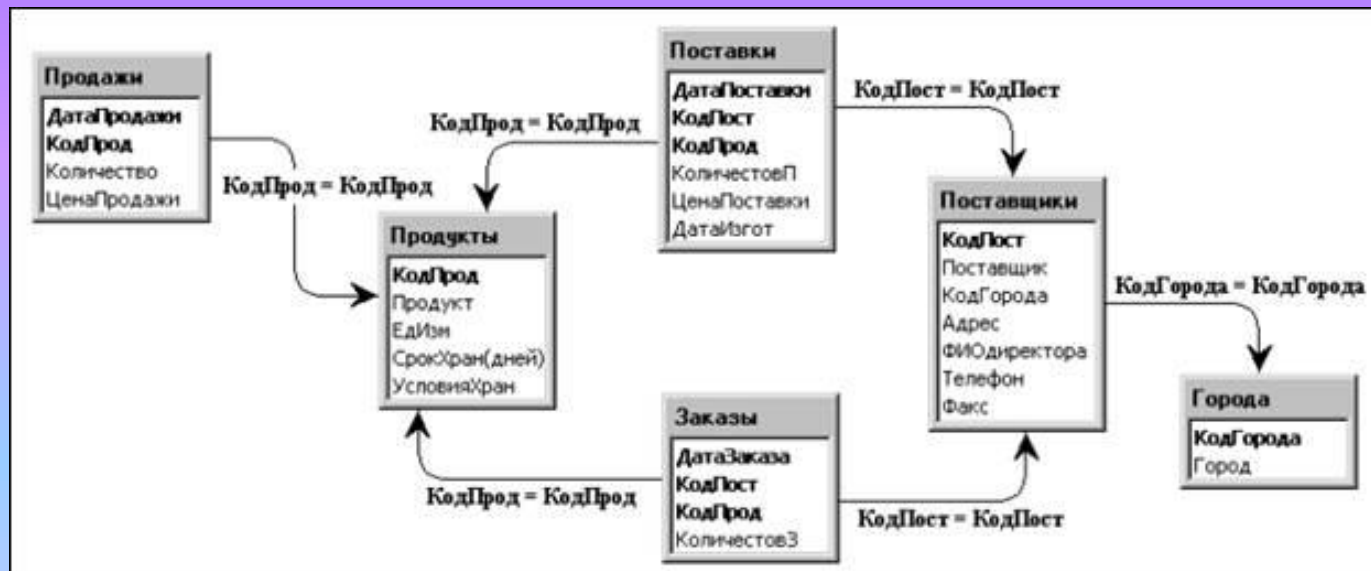 Продажи
ДатаПродажи
КодПрод
Количество
ЦенаПродажи
КодПрод = КодПрод
Поставки
ДатаПоставки
КодПост
КодПрод
КоличестовП
ЦенаПоставки
ДатаИзгот
КодПрод = КодПрод
КодПост = КодПост
Продукты
КодПрод
Продукт
ЕдИзм
СрокХран(дней)
УсловияХран
Поставщики
КодПост
Поставщик
КодГорода
Адрес
ФИОдиректора
Телефон
Факс
КодГорода = КодГорода
Заказы
ДатаЗаказа
КодПост
КодПрод
КоличестовЗ
КодПрод = КодПрод
КодПост = КодПост
Города
КодГорода
Город